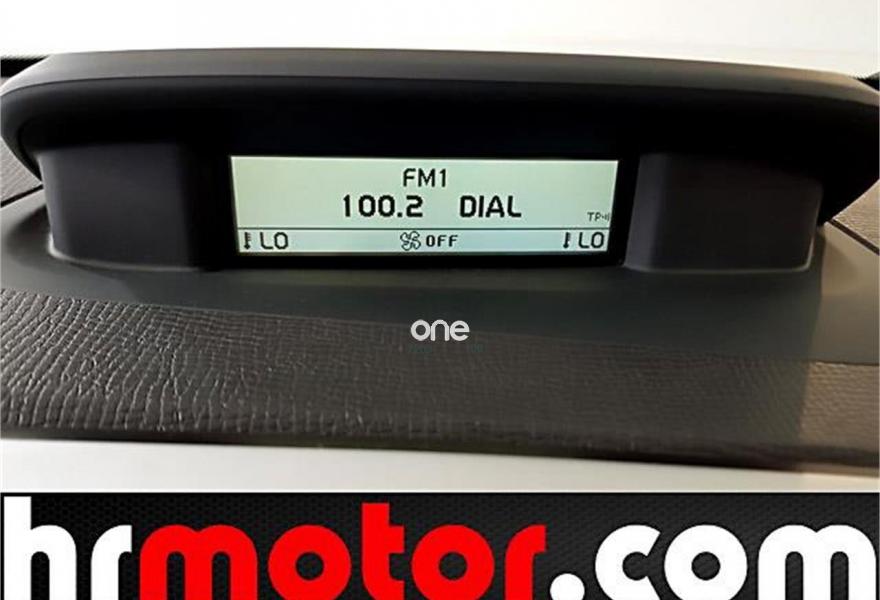 FM1
100.2 DIAL
TP
LO OFF LO
one
hrmotor.com